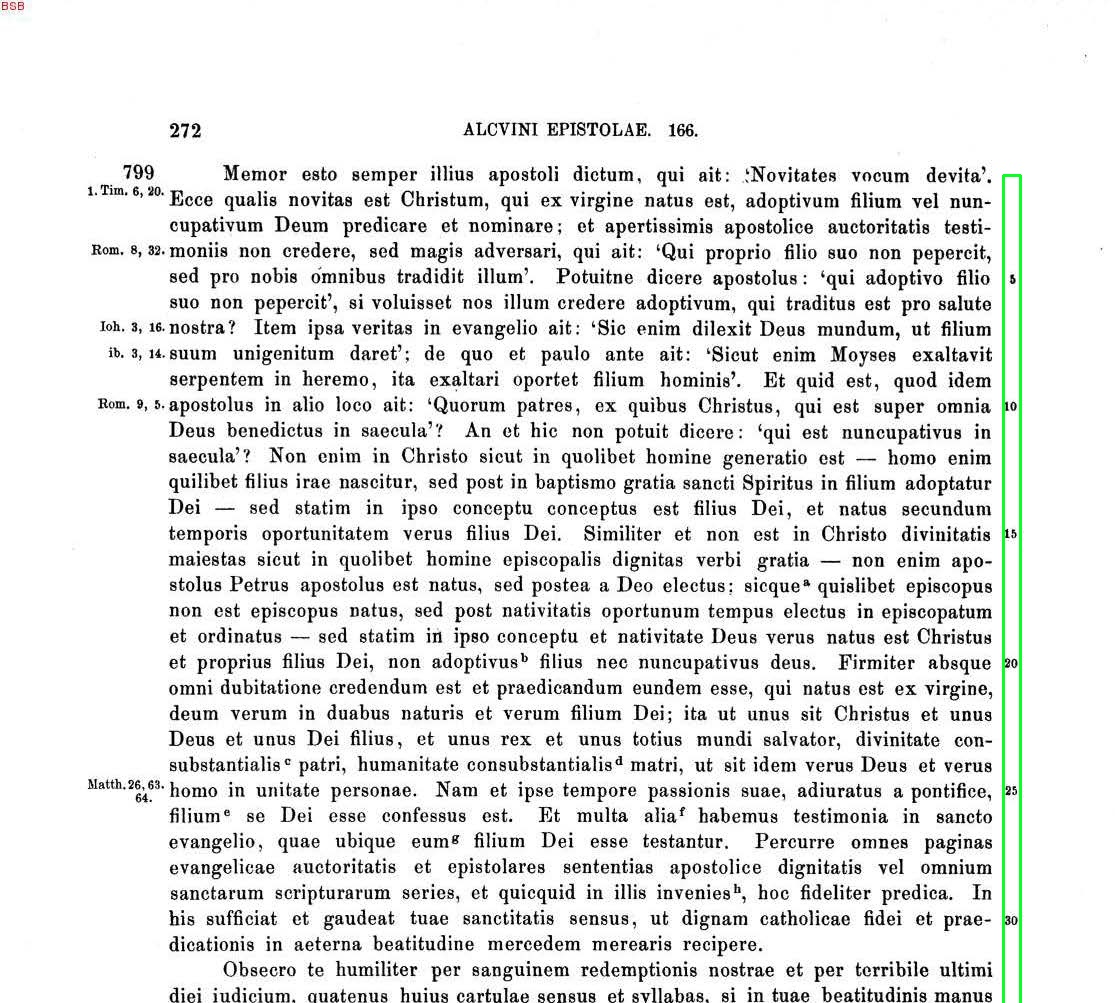 BSB
272 ALCVINI EPISTOLAE. 166.
799 Memor esto semper illius apostoli dictum, qui ait: ‘Novitates vocum devita’.
1. Tim. 6, 20. Ecce qualis novitas est Christum, qui ex virgine natus est, adoptivum filium vel nun-
cupativum Deum predicare et nominare; et apertissimis apostolice auctoritatis testi-
Rom. 8, 32. moniis non credere, sed magis adversari, qui ait: ‘Qui proprio filio suo non pepercit,
sed pro nobis omnibus tradidit illum’. Potuitne dicere apostolus: ‘qui adoptivo filio 5
suo non pepercit’, si voluisset nos illum credere adoptivum, qui traditus est pro salute
Ioh. 3, 16. nostra? Item ipsa veritas in evangelio ait: ‘Sic enim dilexit Deus mundum, ut filium
ib. 3, 14. suum unigenitum daret’; de quo et paulo ante ait: ‘Sicut enim Moyses exaltavit
serpentem in heremo, ita exaltari oportet filium hominis’. Et quid est, quod idem
Rom. 9, 5. apostolus in alio loco ait: ‘Quorum patres, ex quibus Christus, qui est super omnia 10
Deus benedictus in saecula’? An et hic non potuit dicere: ‘qui est nuncupativus in
saecula’? Non enim in Christo sicut in quolibet homine generatio est — homo enim
quilibet filius irae nascitur, sed post in baptismo gratia sancti Spiritus in filium adoptatur
Dei — sed statim in ipso conceptu conceptus est filius Dei, et natus secundum
temporis oportunitatem verus filius Dei. Similiter et non est in Christo divinitatis 15
maiestas sicut in quolibet homine episcopalis dignitas verbi gratia — non enim apo-
stolus Petrus apostolus est natus, sed postea a Deo electus; sicque a quislibet episcopus
non est episcopus natus, sed post nativitatis oportunum tempus electus in episcopatum
et ordinatus — sed statim in ipso conceptu et nativitate Deus verus natus est Christus
et proprius filius Dei, non adoptivus b filius nec nuncupativus deus. Firmiter absque 20
omni dubitatione credendum est et praedicandum eundem esse, qui natus est ex virgine,
deum verum in duabus naturis et verum filium Dei; ita ut unus sit Christus et unus
Deus et unus Dei filius, et unus rex et unus totius mundi salvator, divinitate con-
substantialis c patri, humanitate consubstantialis d matri, ut sit idem verus Deus et verus
Matth. 26, 63. 64. homo in unitate personae. Nam et ipse tempore passionis suae, adiuratus a pontifice, 25
filium e se Dei esse confessus est. Et multa alia f habemus testimonia in sancto
evangelio, quae ubique eum g filium Dei esse testantur. Percurre omnes paginas
evangelicae auctoritatis et epistolares sententias apostolice dignitatis vel omnium
sanctarum scripturarum series, et quicquid in illis invenies h, hoc fideliter predica. In
his sufficiat et gaudeat tuae sanctitatis sensus, ut dignam catholicae fidei et prae- 30
dicationis in aeterna beatitudine mercedem merearis recipere.
Obsecro te humiliter per sanguinem redemptionis nostrae et per terribile ultimi
diei iudicium, quatenus huius cartulae sensus et syllabas, si in tuae beatitudinis manus